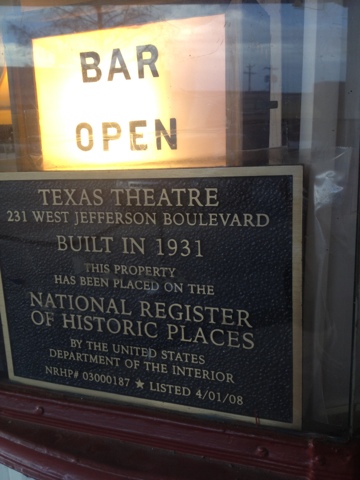 BAR
OPEN
TEXAS THEATRE
231 WEST JEFFERSON BOULEVARD
BUILT IN 1931
THIS PROPERTY
HAS BEEN PLACED ON THE
NATIONAL REGISTER
OF HISTORIC PLACES
BY THE UNITED STATES
DEPARTMENT OF THE INTERIOR
NRHP# 03000187 ★ LISTED 4/01/08